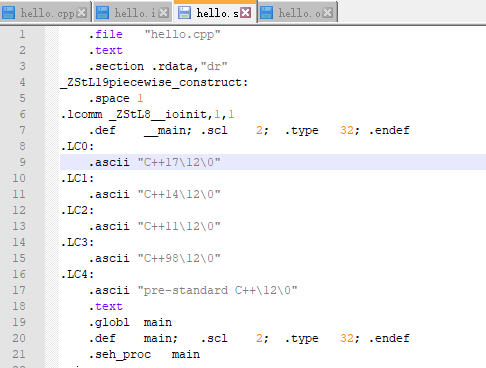 hello.cpp hello.i hello.s hello.o
1 .file "hello.cpp"
2 .text
3 .section .rdata,"dr"
4 _ZStL19piecewise_construct:
5 .space 1
6 .lcomm _ZStL8__ioinit,1,1
7 .def __main; .scl 2; .type 32; .endef
8 .LC0:
9 .ascii "C++17\12\0"
10 .LC1:
11 .ascii "C++14\12\0"
12 .LC2:
13 .ascii "C++11\12\0"
14 .LC3:
15 .ascii "C++98\12\0"
16 .LC4:
17 .ascii "pre-standard C++\12\0"
18 .text
19 .globl main
20 .def main; .scl 2; .type 32; .endef
21 .seh_proc main